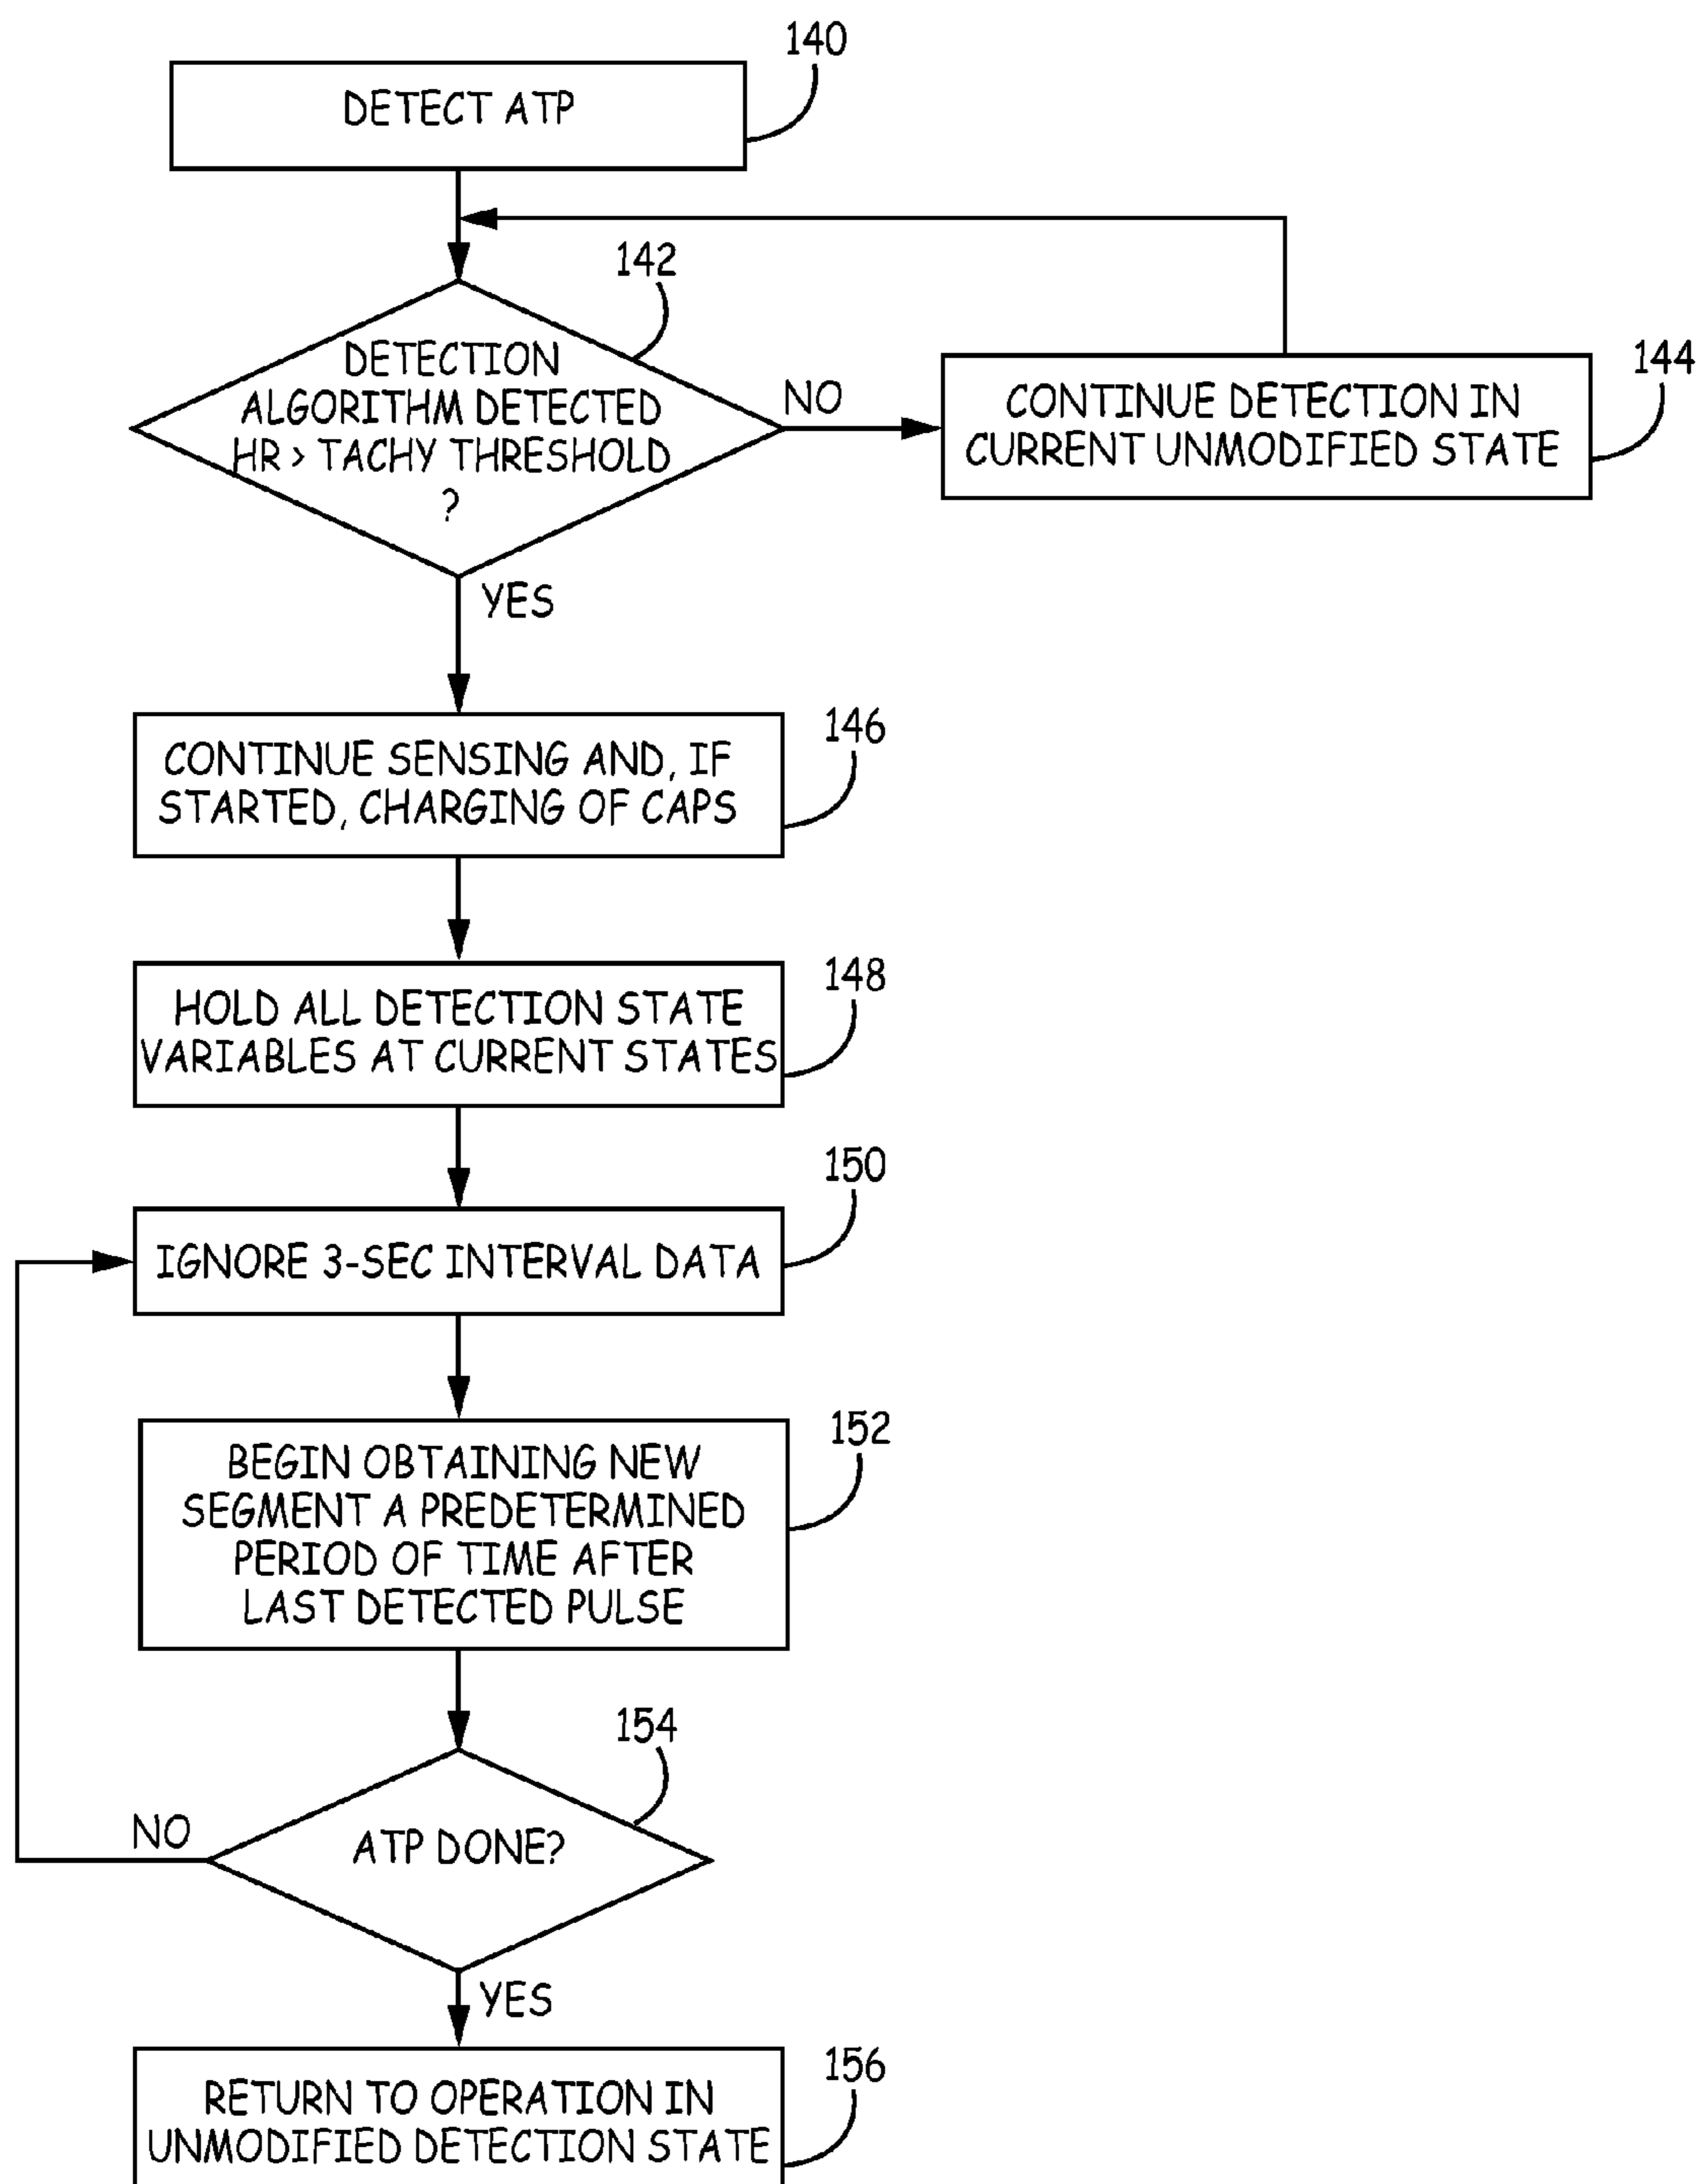 140
DETECT ATP
142
DETECTION
ALGORITHM DETECTED
HR > TACHY THRESHOLD
?
NO
144
CONTINUE DETECTION IN
CURRENT UNMODIFIED STATE
YES
146
CONTINUE SENSING AND, IF
STARTED, CHARGING OF CAPS
148
HOLD ALL DETECTION STATE
VARIABLES AT CURRENT STATES
150
IGNORE 3-SEC INTERVAL DATA
152
BEGIN OBTAINING NEW
SEGMENT A PREDETERMINED
PERIOD OF TIME AFTER
LAST DETECTED PULSE
154
NO
ATP DONE?
YES
156
RETURN TO OPERATION IN
UNMODIFIED DETECTION STATE